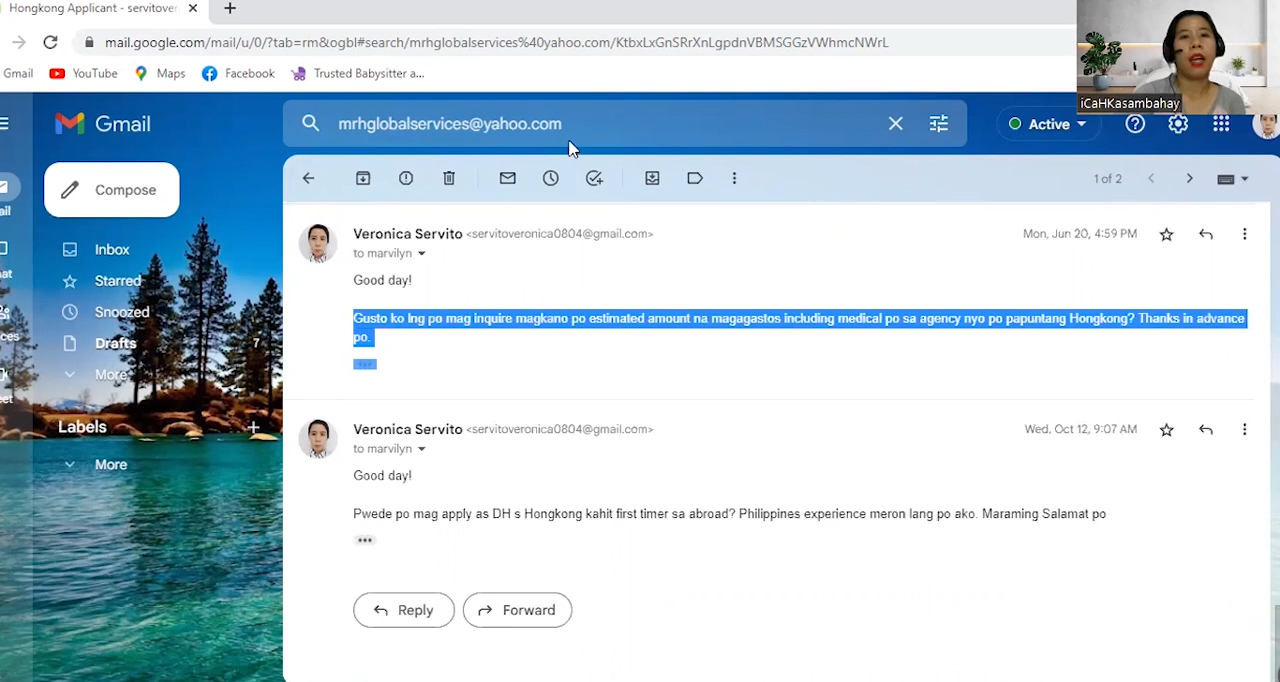 Hongkong Applicant - servitover
mail.google.com/mail/u/0/?tab=rm&ogbl#search/mrhglobalservices%40yahoo.com/KtbxLxGnSRrXnLgpdnVBMSGGzVWhmcNWrL
Gmail YouTube Maps Facebook Trusted Babysitter a...
iCaHKasambahay
Gmail
mrhglobalservices@yahoo.com
Active
Compose
1 of 2
Inbox
Starred
Snoozed
Drafts 7
More
Labels
More
Veronica Servito <servitoveronica0804@gmail.com> Mon, Jun 20, 4:59 PM
to marvilyn
Good day!
Gusto ko lng po mag inquire magkano po estimated amount na magagastos including medical po sa agency nyo po papuntang Hongkong? Thanks in advance
po.
Veronica Servito <servitoveronica0804@gmail.com> Wed, Oct 12, 9:07 AM
to marvilyn
Good day!
Pwede po mag apply as DH s Hongkong kahit first timer sa abroad? Philippines experience meron lang po ako. Maraming Salamat po
Reply Forward